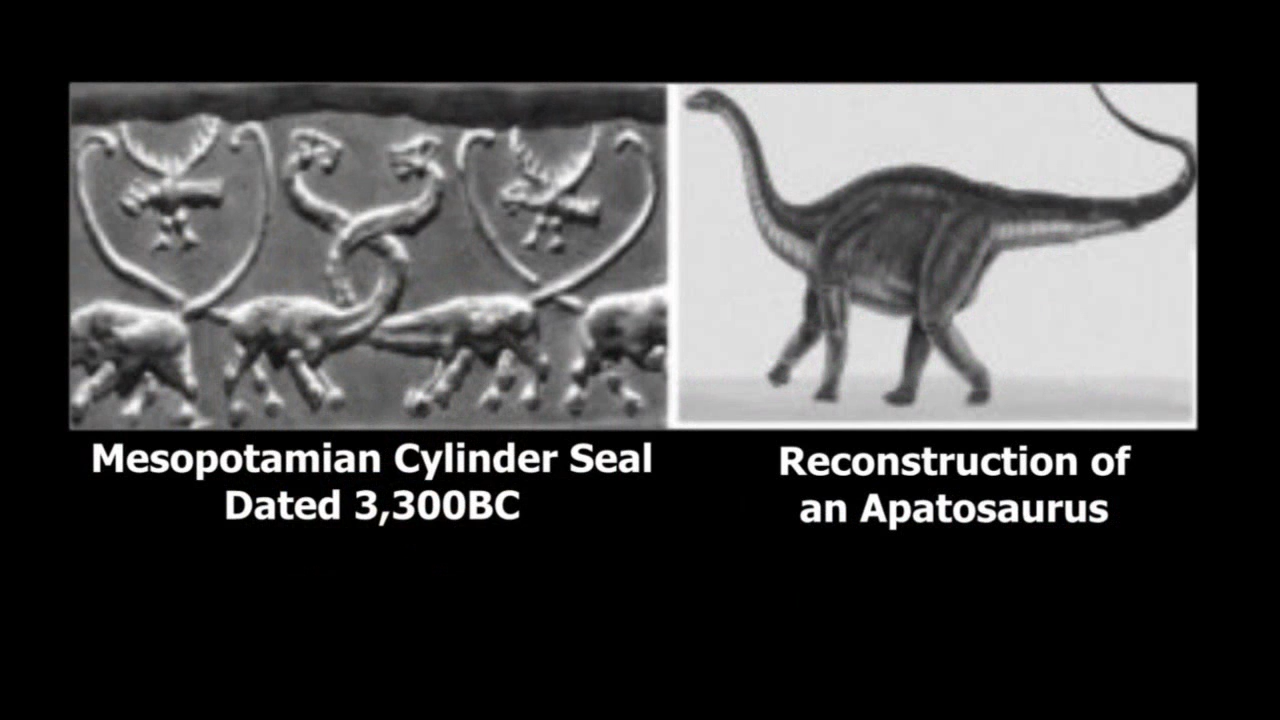 Mesopotamian Cylinder Seal
Dated 3,300BC
Reconstruction of
an Apatosaurus